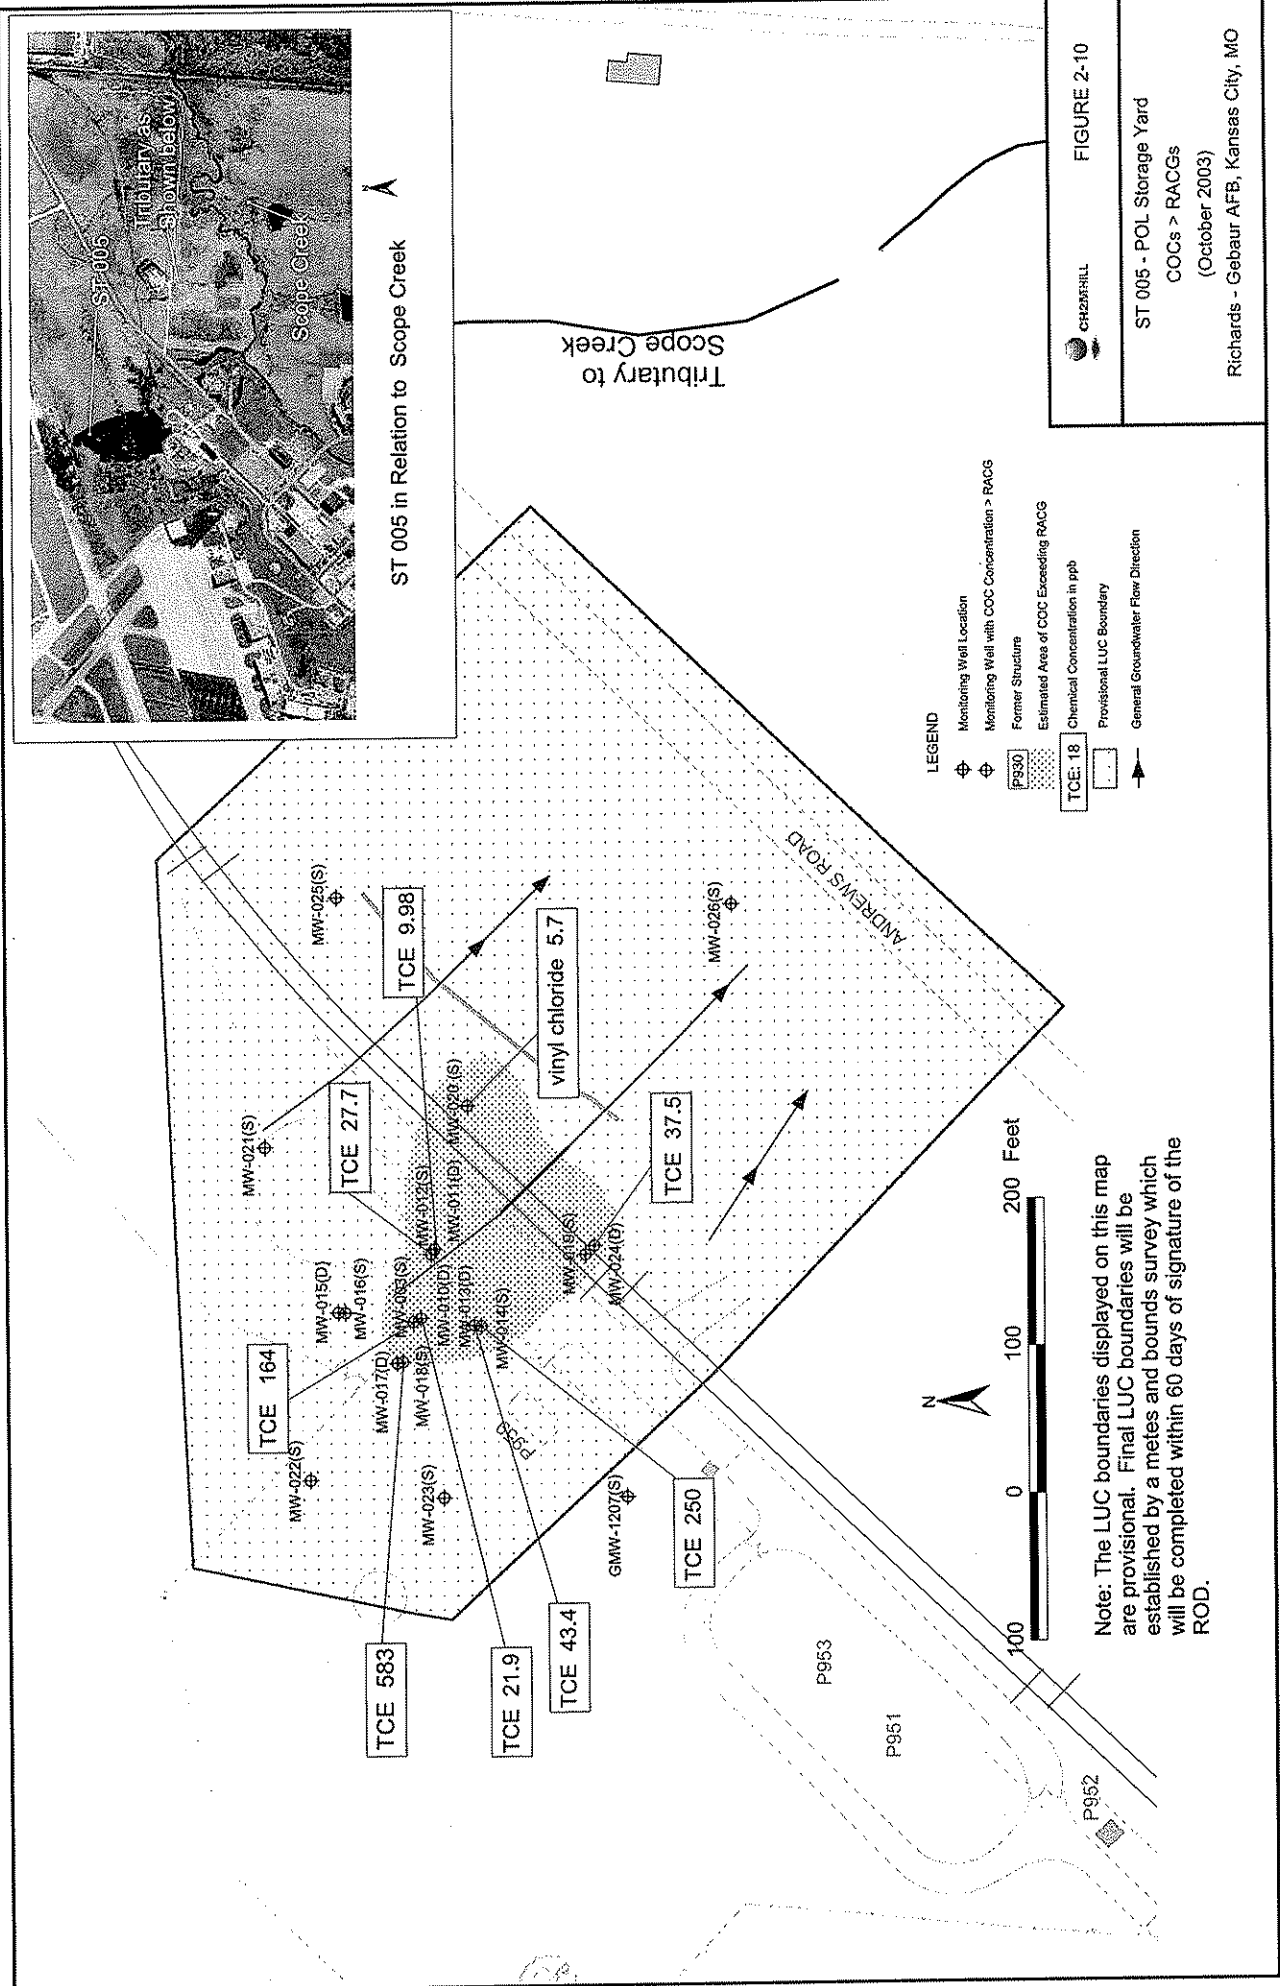 ST 005
Tributary as
Shown below
Scope Creek
ST 005 in Relation to Scope Creek
Tributary to
Scope Creek
MW-025(S)
TCE 9.98
MW-021(S)
TCE 27.7
vinyl chloride 5.7
MW-026(S)
ANDREWS ROAD
MW-020(S)
MW-012(S)
MW-011(D)
MW-015(D)
MW-016(S)
MW-003(S)
MW-010(D)
MW-013(D)
MW-014(S)
MW-019(S)
MW-024(D)
TCE 37.5
TCE 164
MW-017(D)
MW-018(S)
MW-022(S)
MW-023(S)
GMW-1207(S)
TCE 250
TCE 583
TCE 21.9
TCE 43.4
P953
P951
P952
N
100 0 100 200 Feet
Note: The LUC boundaries displayed on this map
are provisional. Final LUC boundaries will be
established by a metes and bounds survey which
will be completed within 60 days of signature of the
ROD.
LEGEND
Monitoring Well Location
Monitoring Well with COC Concentration > RACG
P930 Former Structure
Estimated Area of COC Exceeding RACG
TCE: 18 Chemical Concentration in ppb
Provisional LUC Boundary
General Groundwater Flow Direction
CH2MHILL
FIGURE 2-10
ST 005 - POL Storage Yard
COCs > RACGs
(October 2003)
Richards - Gebaur AFB, Kansas City, MO